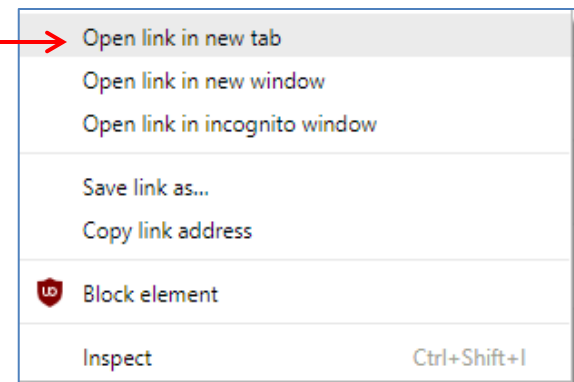 Open link in new tab
Open link in new window
Open link in incognito window
Save link as...
Copy link address
Block element
Inspect Ctrl+Shift+I